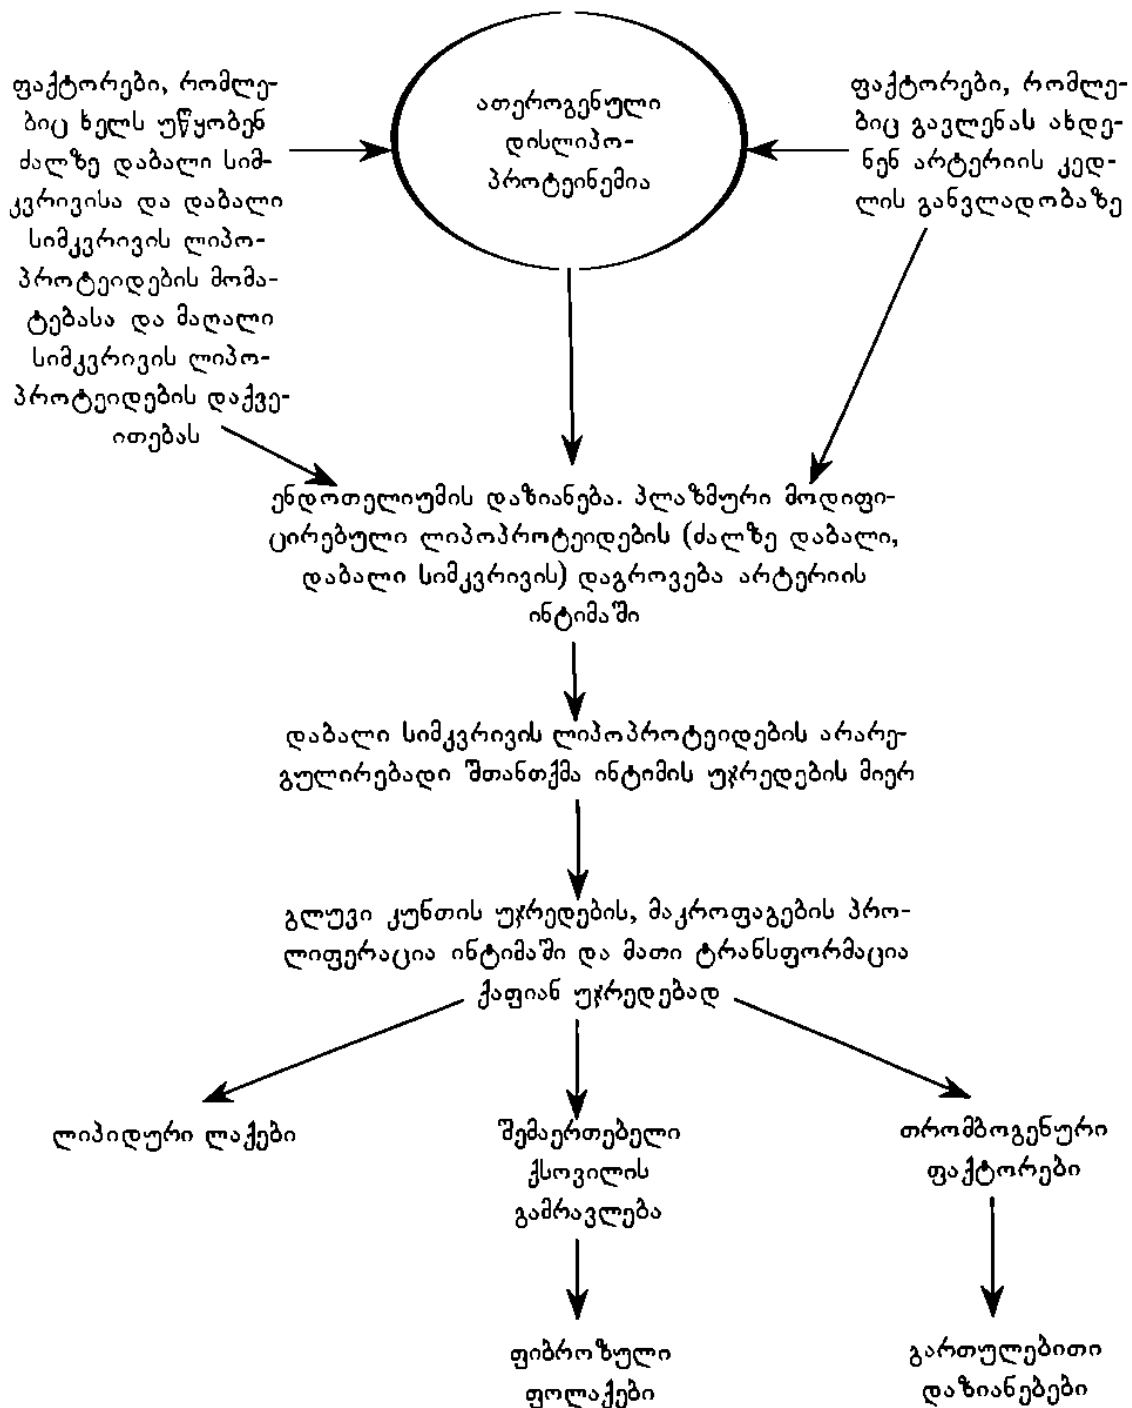 ფაქტორები, რომლე-
ბიც ხელს უწყობენ
ძალზე დაბალი სიმ-
კვრივისა და დაბალი
სიმკვრივის ლიპო-
პროტეიდების მომა-
ტებასა და მაღალი
სიმკვრივის ლიპო-
პროტეიდების დაქვე-
ითებას
ათეროგენული
დისლიპო-
პროტეინემია
ფაქტორები, რომლე-
ბიც გავლენას ახდე-
ნენ არტერიის კედ-
ლის განვლადობაზე
ენდოთელიუმის დაზიანება. პლაზმური მოდიფი-
ცირებული ლიპოპროტეიდების (ძალზე დაბალი,
დაბალი სიმკვრივის) დაგროვება არტერიის
ინტიმაში
დაბალი სიმკვრივის ლიპოპროტეიდების არარე-
გულირებადი შთანთქმა ინტიმის უჯრედების მიერ
გლუვი კუნთის უჯრედების, მაკროფაგების პრო-
ლიფერაცია ინტიმაში და მათი ტრანსფორმაცია
ქაფიან უჯრედებად
ლიპიდური ლაქები
შემაერთებელი
ქსოვილის
გამრავლება
თრომბოგენური
ფაქტორები
ფიბროზული
ფოლაქები
გართულებითი
დაზიანებები